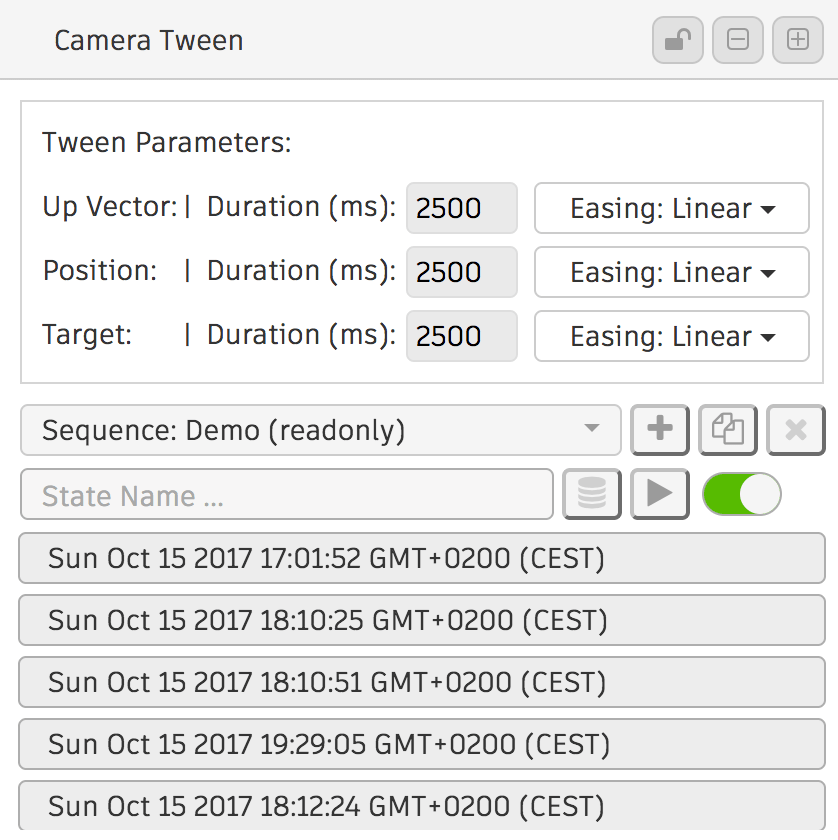 Camera Tween
Tween Parameters:
Up Vector: | Duration (ms): 2500 Easing: Linear
Position: | Duration (ms): 2500 Easing: Linear
Target: | Duration (ms): 2500 Easing: Linear
Sequence: Demo (readonly)
State Name ...
Sun Oct 15 2017 17:01:52 GMT+0200 (CEST)
Sun Oct 15 2017 18:10:25 GMT+0200 (CEST)
Sun Oct 15 2017 18:10:51 GMT+0200 (CEST)
Sun Oct 15 2017 19:29:05 GMT+0200 (CEST)
Sun Oct 15 2017 18:12:24 GMT+0200 (CEST)